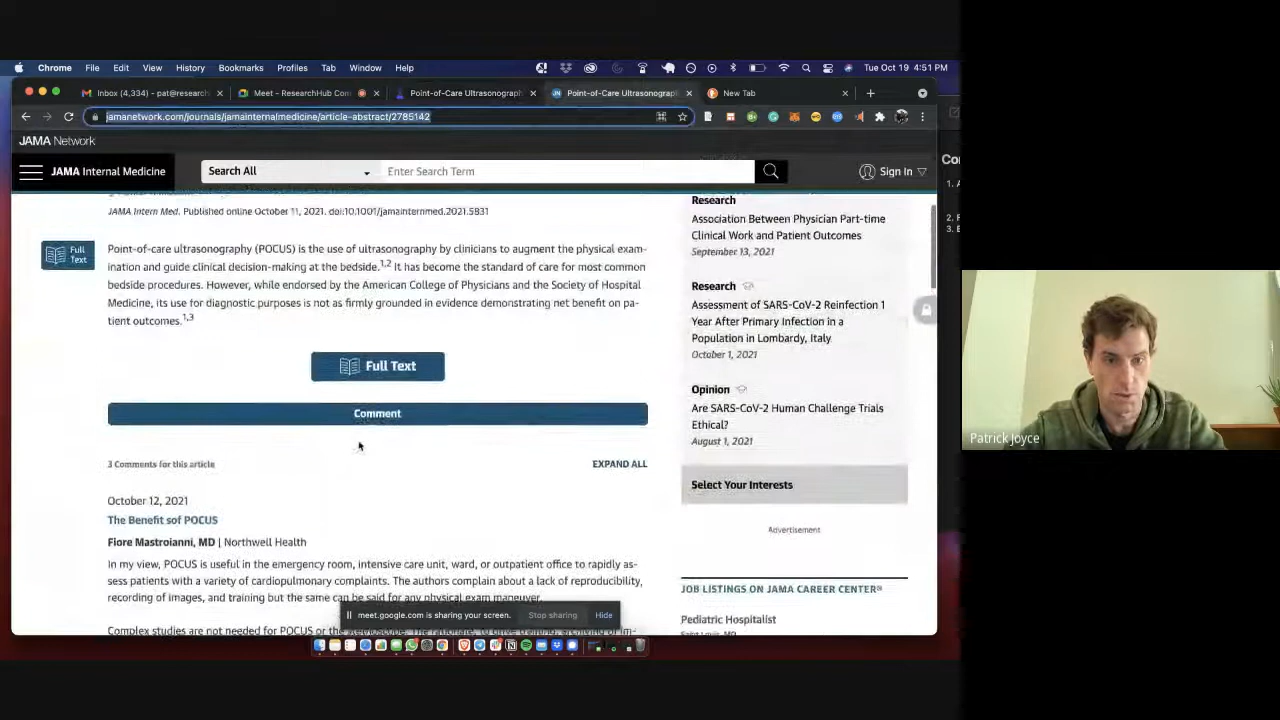 Chrome File Edit View History Bookmarks Profiles Tab Window Help Tue Oct 19 4:51 PM
Inbox (4,334) - pat@research Meet - ResearchHub Com Point-of-Care Ultrasonography Point-of-Care Ultrasonograph New Tab
jamanetwork.com/journals/jamainternalmedicine/article-abstract/2785142
JAMA Network
JAMA Internal Medicine Search All Enter Search Term Sign In
JAMA Intern Med. Published online October 11, 2021. doi:10.1001/jamainternmed.2021.5831
Full
Text
Point-of-care ultrasonography (POCUS) is the use of ultrasonography by clinicians to augment the physical exam-
ination and guide clinical decision-making at the bedside.1,2 It has become the standard of care for most common
bedside procedures. However, while endorsed by the American College of Physicians and the Society of Hospital
Medicine, its use for diagnostic purposes is not as firmly grounded in evidence demonstrating net benefit on pa-
tient outcomes.1,3
Full Text
Comment
3 Comments for this article EXPAND ALL
October 12, 2021
The Benefit sof POCUS
Fiore Mastroianni, MD | Northwell Health
In my view, POCUS is useful in the emergency room, intensive care unit, ward, or outpatient office to rapidly as-
sess patients with a variety of cardiopulmonary complaints. The authors complain about a lack of reproducibility,
recording of images, and training but the same can be said for any physical exam maneuver.
Complex studies are not needed for POCUS or the
meet.google.com is sharing your screen. Stop sharing Hide
Research
Association Between Physician Part-time
Clinical Work and Patient Outcomes
September 13, 2021
Research
Assessment of SARS-CoV-2 Reinfection 1
Year After Primary Infection in a
Population in Lombardy, Italy
October 1, 2021
Opinion
Are SARS-CoV-2 Human Challenge Trials
Ethical?
August 1, 2021
Select Your Interests
Advertisement
JOB LISTINGS ON JAMA CAREER CENTER®
Pediatric Hospitalist
Patrick Joyce